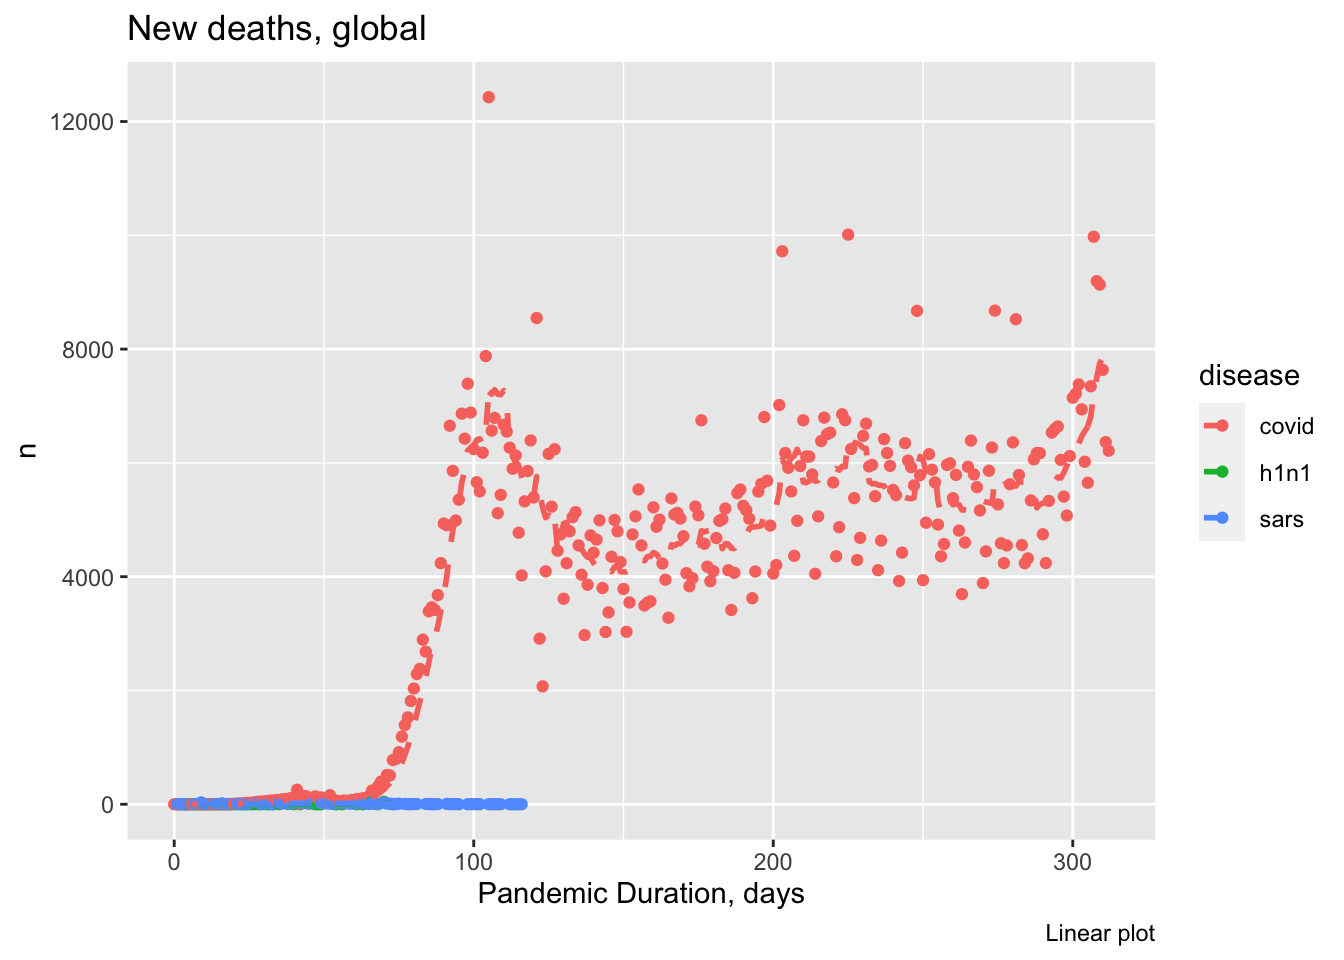 New deaths, global
n
12000
8000
4000
0
0 100 200 300
Pandemic Duration, days
disease
covid
h1n1
sars
Linear plot